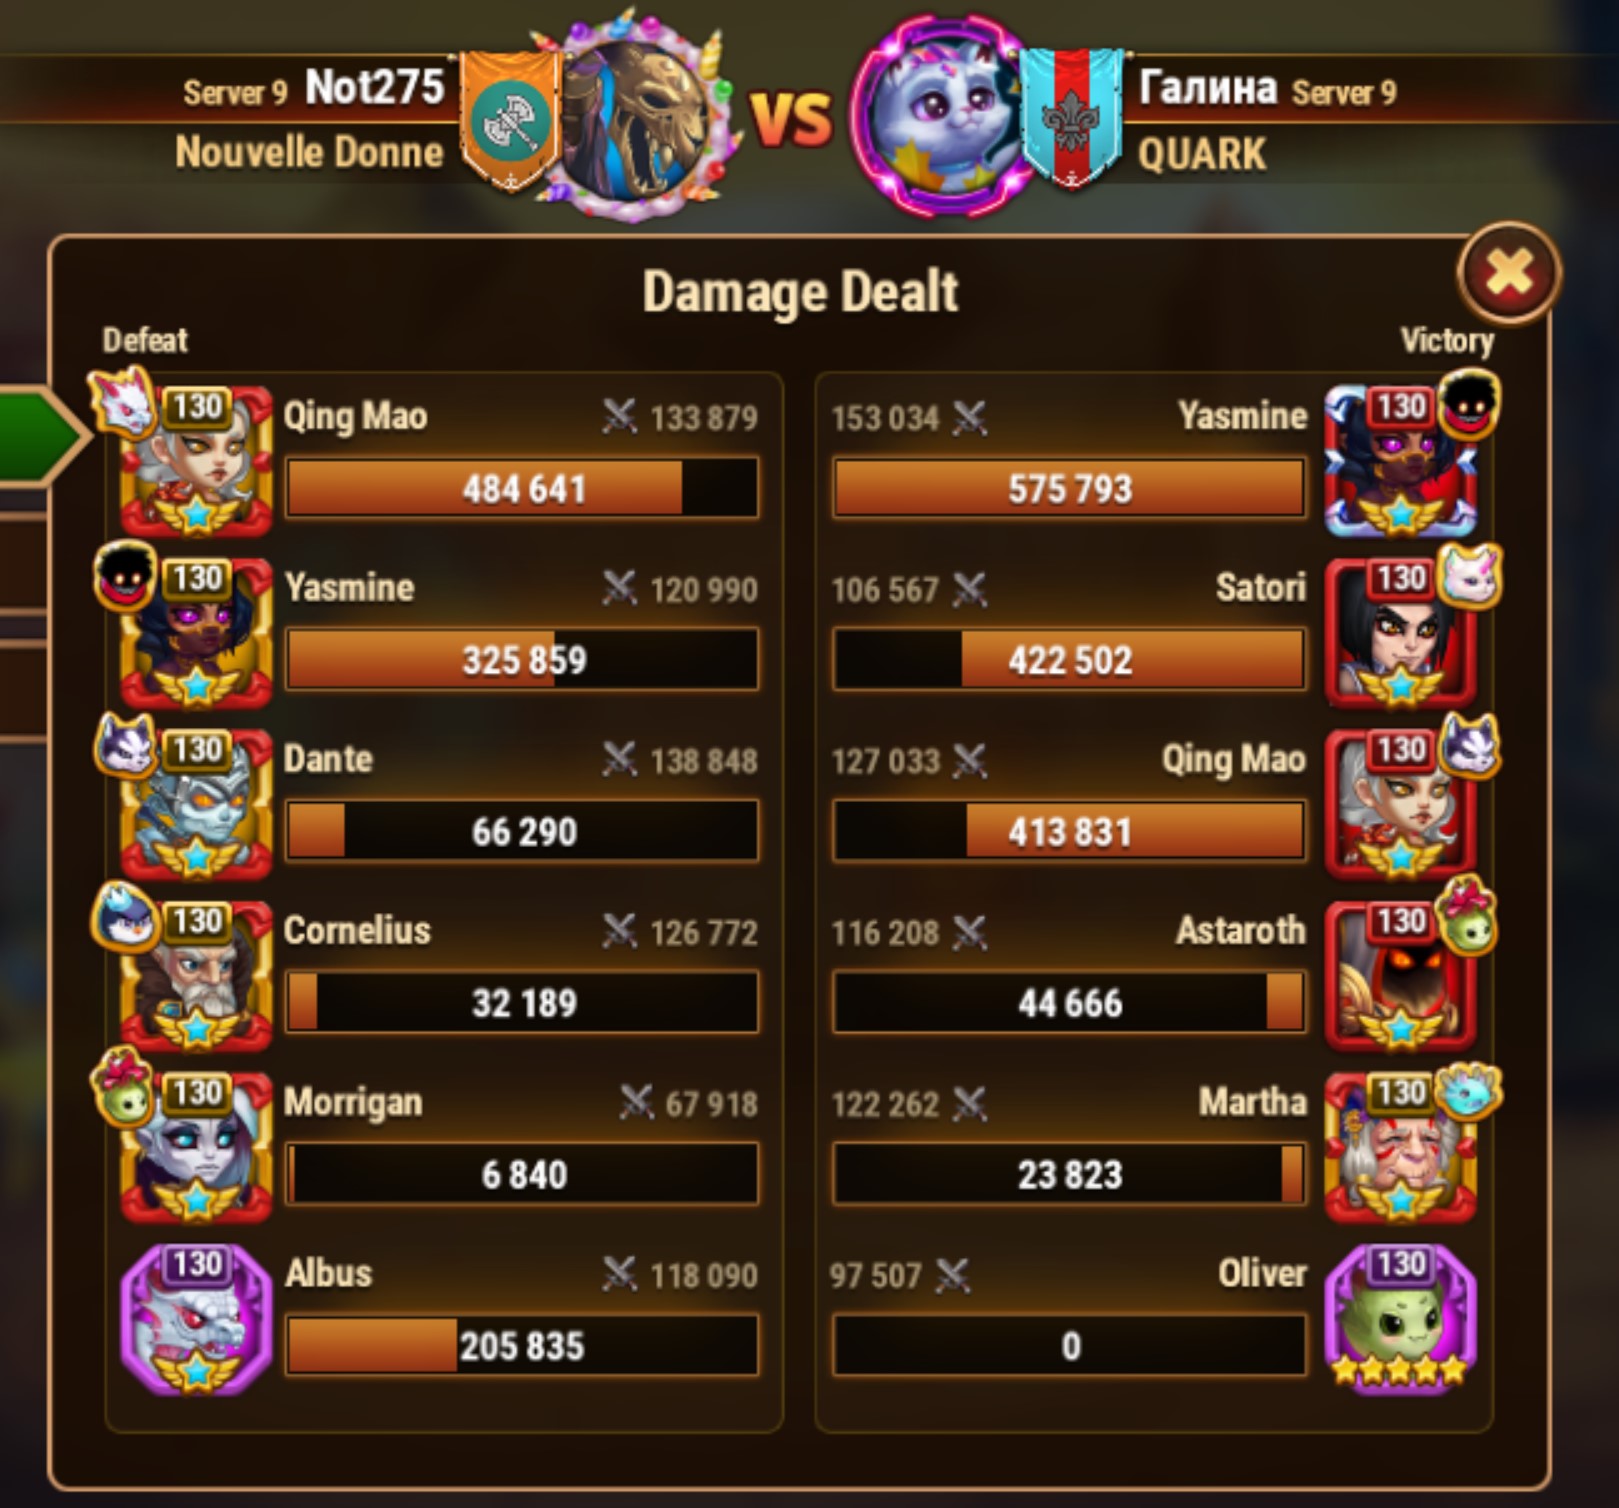 Server 9 Not275
Nouvelle Donne
VS
Галина Server 9
QUARK
Damage Dealt
Defeat
Victory
130 Qing Mao 133 879
484 641
130 Yasmine 120 990
325 859
130 Dante 138 848
66 290
130 Cornelius 126 772
32 189
130 Morrigan 67 918
6 840
130 Albus 118 090
205 835
153 034 Yasmine 130
575 793
106 567 Satori 130
422 502
127 033 Qing Mao 130
413 831
116 208 Astaroth 130
44 666
122 262 Martha 130
23 823
97 507 Oliver 130
0